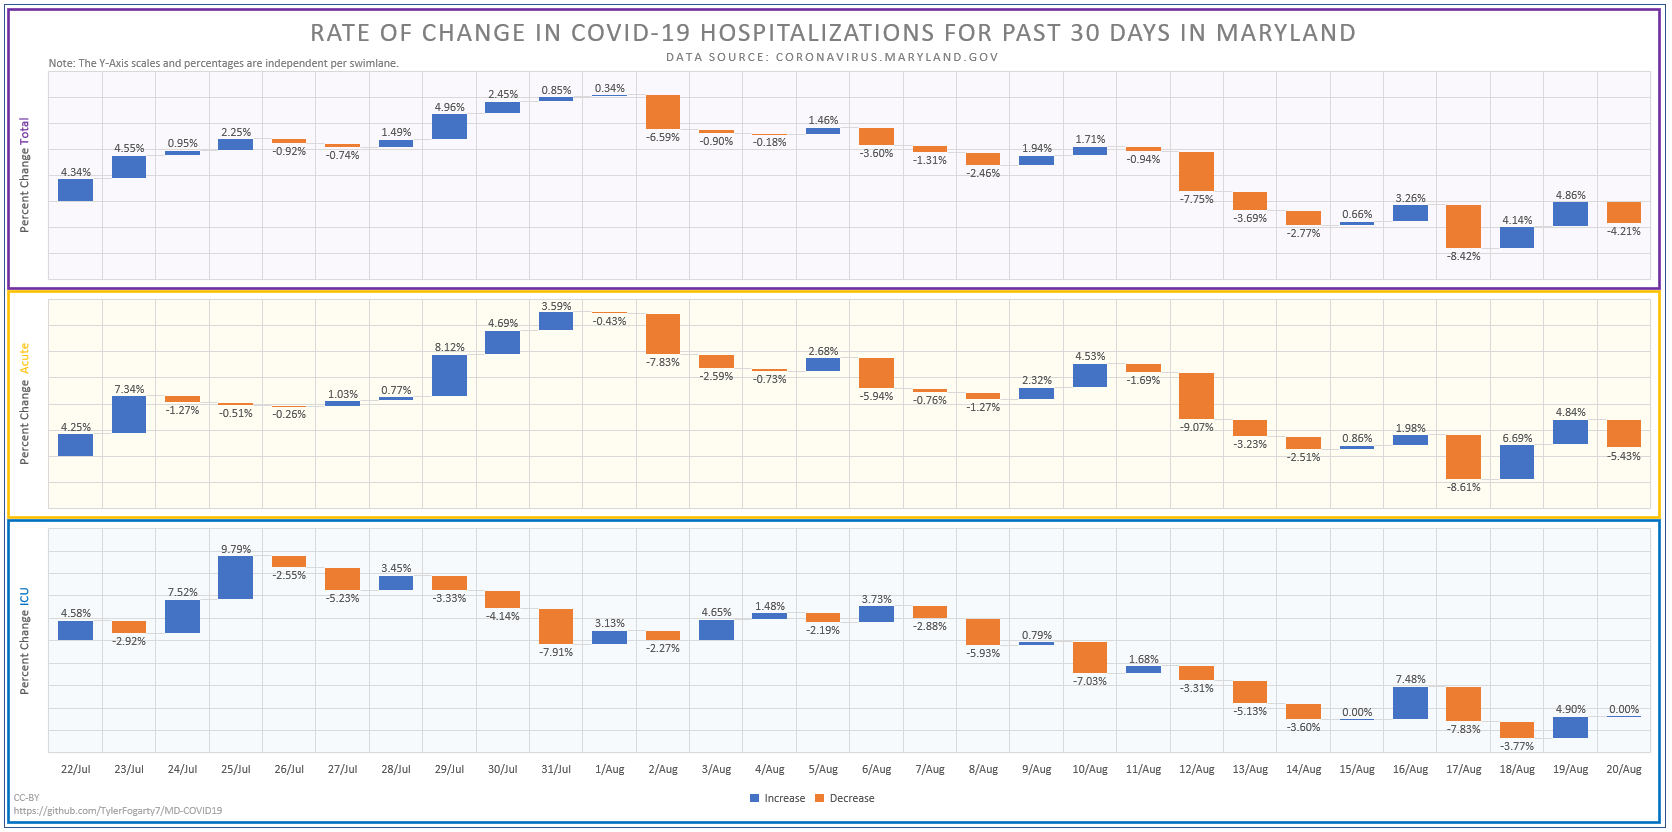 RATE OF CHANGE IN COVID-19 HOSPITALIZATIONS FOR PAST 30 DAYS IN MARYLAND
DATA SOURCE: CORONAVIRUS.MARYLAND.GOV
Note: The Y-Axis scales and percentages are independent per swimlane.
Percent Change Total
4.34% 4.55% 0.95% 2.25% -0.92% -0.74% 1.49% 4.96% 2.45% 0.85% 0.34% -6.59% -0.90% -0.18% 1.46% -3.60% -1.31% -2.46% 1.94% 1.71% -0.94% -7.75% -3.69% -2.77% 0.66% 3.26% -8.42% 4.14% 4.86% -4.21%
Percent Change Acute
4.25% 7.34% -1.27% -0.51% -0.26% 1.03% 0.77% 8.12% 4.69% 3.59% -0.43% -7.83% -2.59% -0.73% 2.68% -5.94% -0.76% -1.27% 2.32% 4.53% -1.69% -9.07% -3.23% -2.51% 0.86% 1.98% -8.61% 6.69% 4.84% -5.43%
Percent Change ICU
4.58% -2.92% 7.52% 9.79% -2.55% -5.23% 3.45% -3.33% -4.14% -7.91% 3.13% -2.27% 4.65% 1.48% -2.19% 3.73% -2.88% -5.93% 0.79% -7.03% 1.68% -3.31% -5.13% -3.60% 0.00% 7.48% -7.83% -3.77% 4.90% 0.00%
22/Jul 23/Jul 24/Jul 25/Jul 26/Jul 27/Jul 28/Jul 29/Jul 30/Jul 31/Jul 1/Aug 2/Aug 3/Aug 4/Aug 5/Aug 6/Aug 7/Aug 8/Aug 9/Aug 10/Aug 11/Aug 12/Aug 13/Aug 14/Aug 15/Aug 16/Aug 17/Aug 18/Aug 19/Aug 20/Aug
Increase Decrease
CC-BY
https://github.com/TylerFogarty7/MD-COVID19